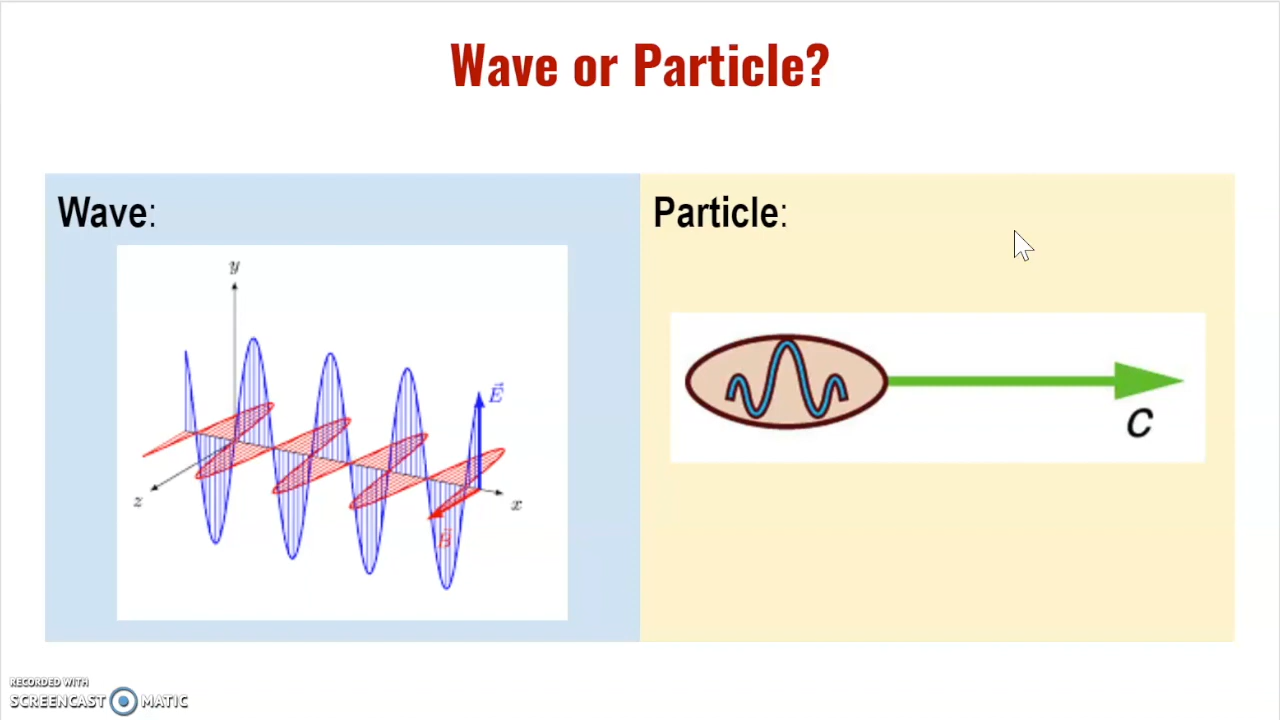 Wave or Particle?
Wave:
Particle:
y
E
z
x
C
RECORDED WITH
SCREENCAST MATIC